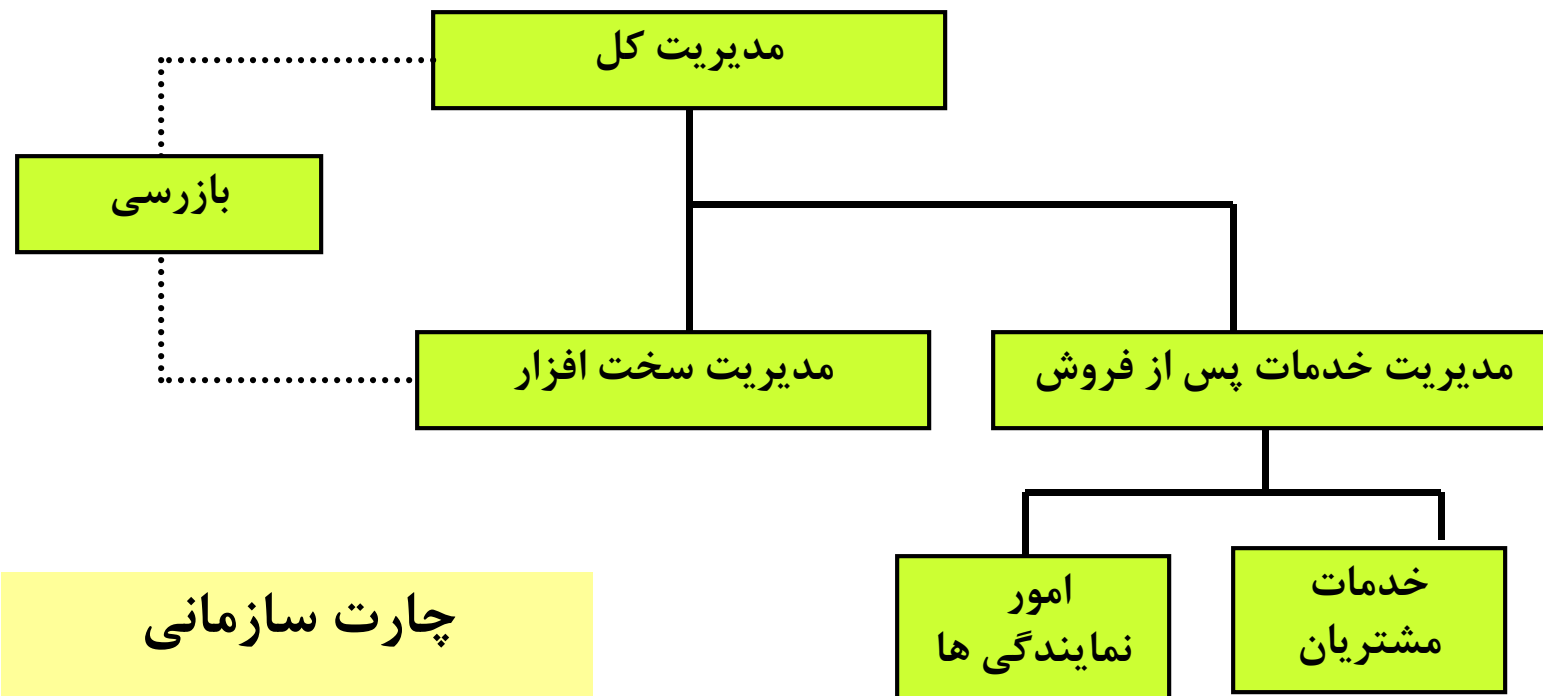 مدیریت کل
بازرسی
مدیریت خدمات پس از فروش
مدیریت سخت افزار
خدمات
مشتریان
امور
نمایندگی ها
چارت سازمانی